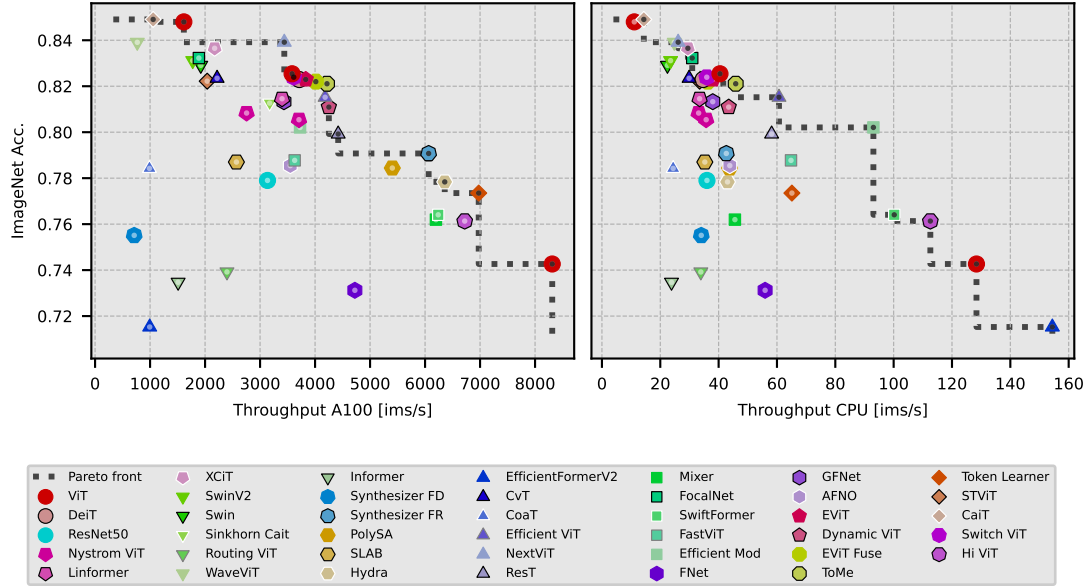 0.84
0.82
0.80
0.78
0.76
0.74
0.72
ImageNet Acc.
0 1000 2000 3000 4000 5000 6000 7000 8000
Throughput A100 [ims/s]
0 20 40 60 80 100 120 140 160
Throughput CPU [ims/s]
Pareto front XCiT Informer EfficientFormerV2 Mixer GFNet Token Learner
ViT SwinV2 Synthesizer FD CvT FocalNet AFNO STViT
DeiT Swin Synthesizer FR CoaT SwiftFormer EViT CaiT
ResNet50 Sinkhorn Cait PolySA Efficient ViT FastViT Dynamic ViT Switch ViT
Nystrom ViT Routing ViT SLAB NextViT Efficient Mod EViT Fuse Hi ViT
Linformer WaveViT Hydra ResT FNet ToMe